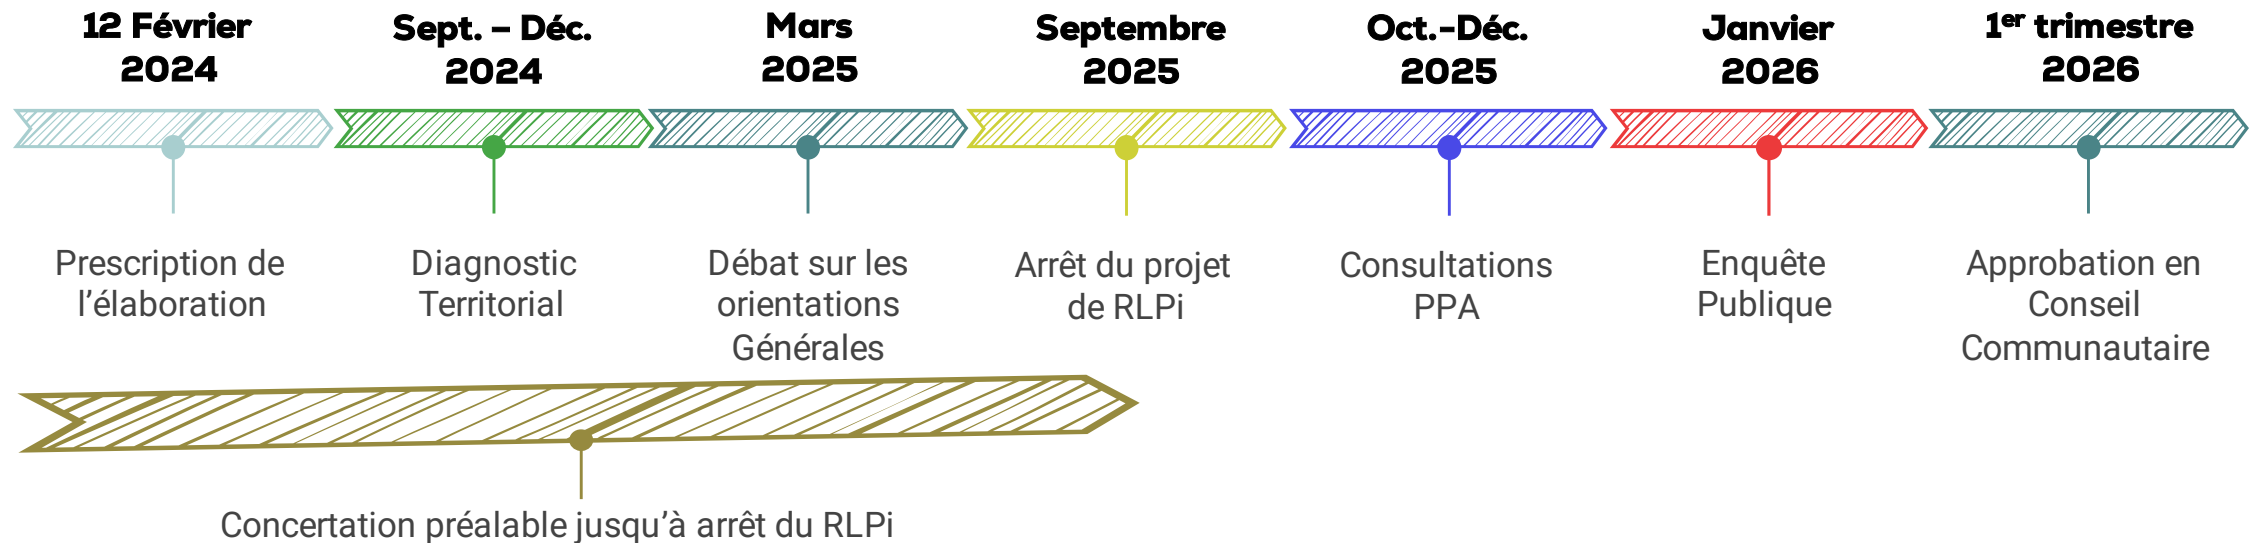 12 Février
2024
Sept. – Déc.
2024
Mars
2025
Septembre
2025
Oct.-Déc.
2025
Janvier
2026
1er trimestre
2026
Prescription de
l’élaboration
Diagnostic
Territorial
Débat sur les
orientations
Générales
Arrêt du projet
de RLPi
Consultations
PPA
Enquête
Publique
Approbation en
Conseil
Communautaire
Concertation préalable jusqu’à arrêt du RLPi